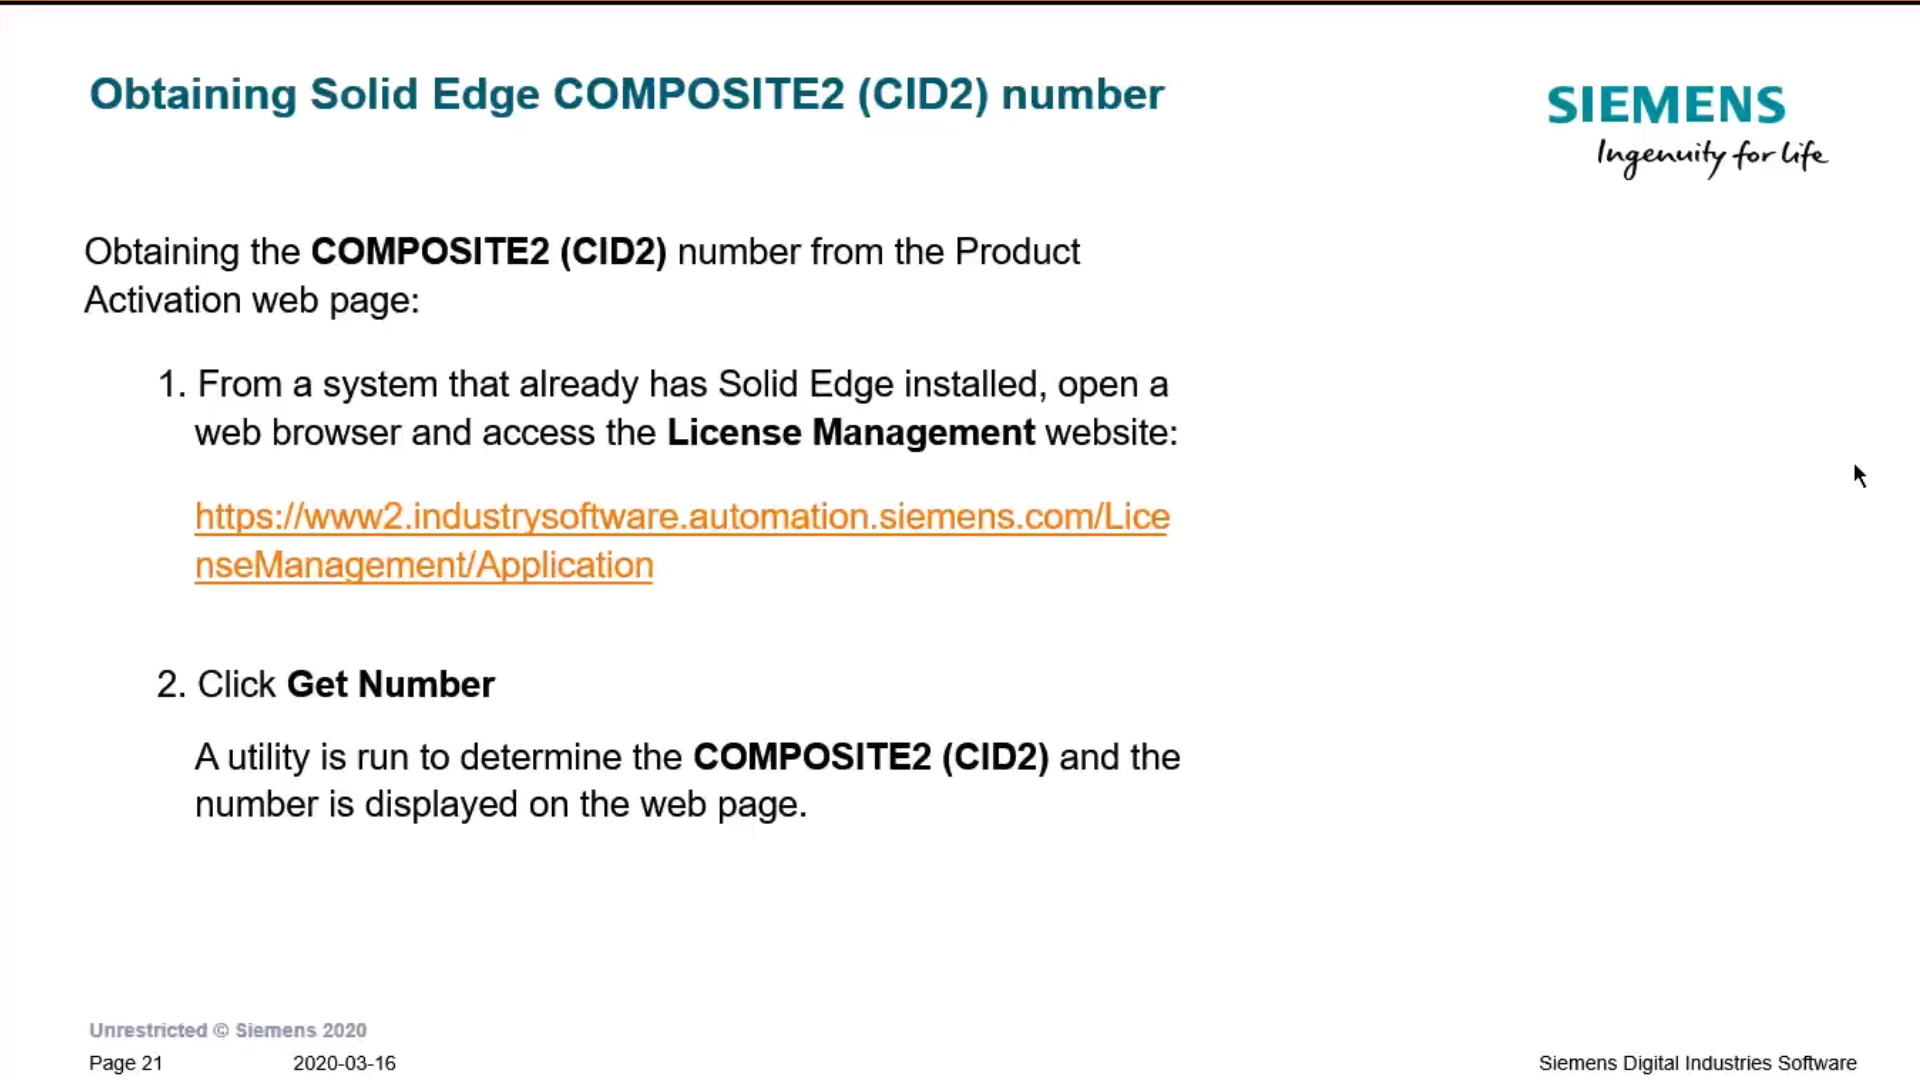 Obtaining Solid Edge COMPOSITE2 (CID2) number
SIEMENS
Ingenuity for life
Obtaining the COMPOSITE2 (CID2) number from the Product
Activation web page:
1. From a system that already has Solid Edge installed, open a
web browser and access the License Management website:
https://www2.industrysoftware.automation.siemens.com/Lice
nseManagement/Application
2. Click Get Number
A utility is run to determine the COMPOSITE2 (CID2) and the
number is displayed on the web page.
Unrestricted © Siemens 2020
Page 21 2020-03-16 Siemens Digital Industries Software